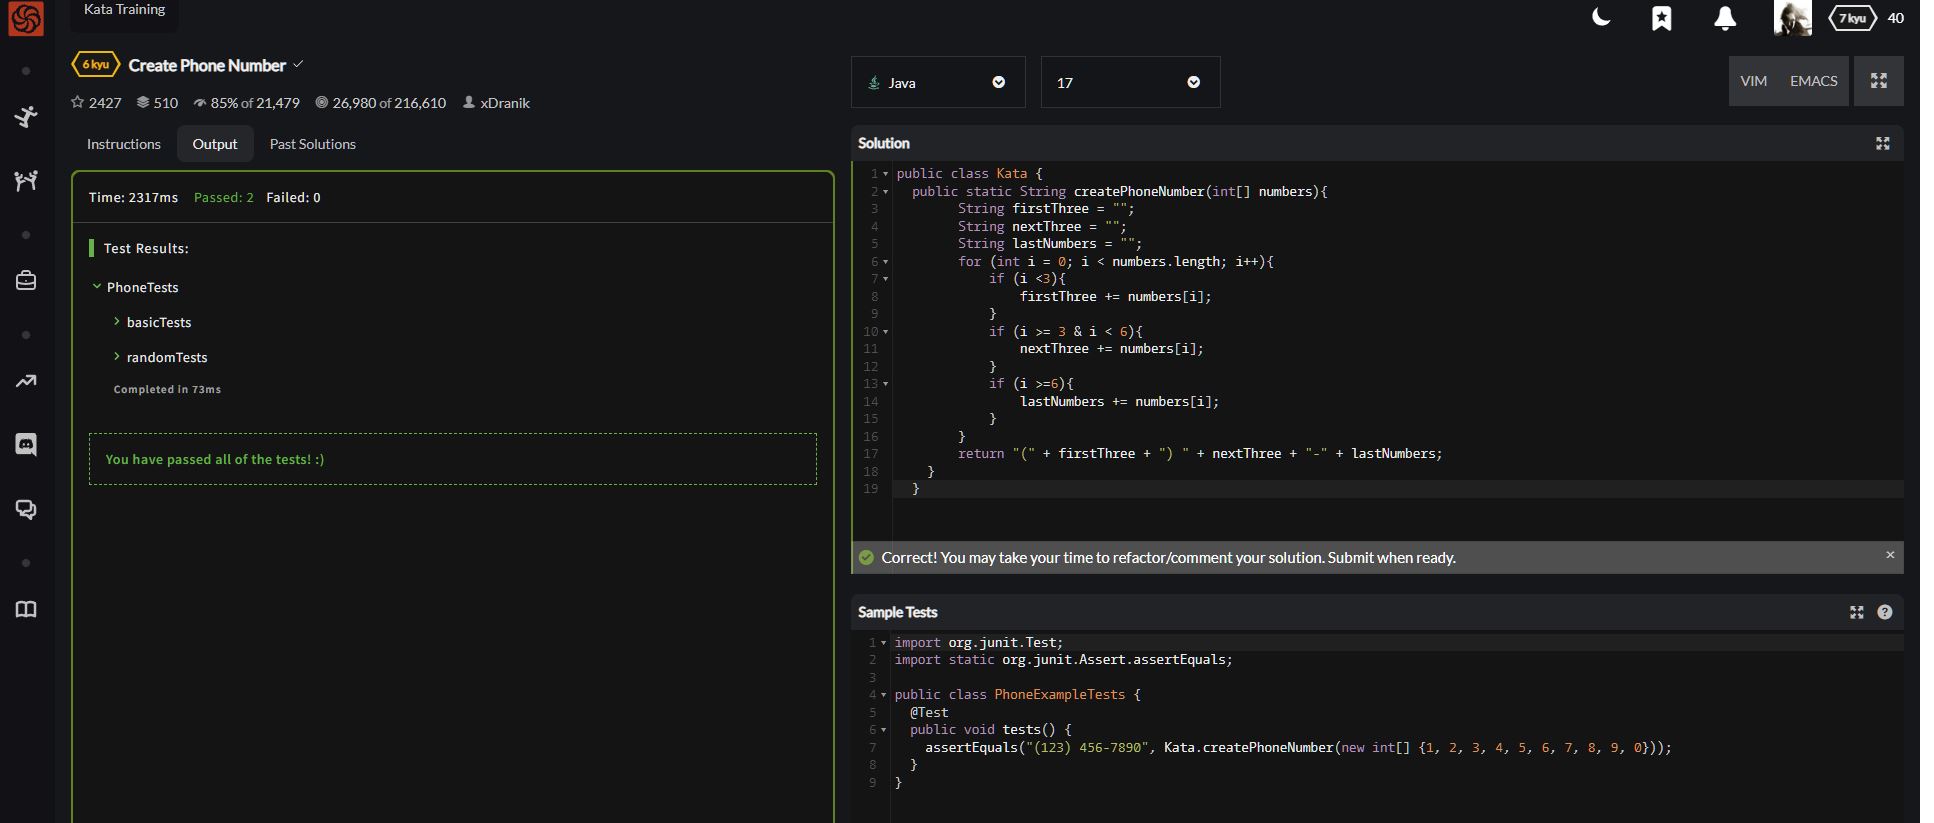 Kata Training
7 kyu 40
6 kyu Create Phone Number
2427 510 85% of 21,479 26,980 of 216,610 xDranik
Instructions Output Past Solutions
Time: 2317ms Passed: 2 Failed: 0
Test Results:
PhoneTests
basicTests
randomTests
Completed in 73ms
You have passed all of the tests! :)
Java 17 VIM EMACS
Solution
1 public class Kata {
2 public static String createPhoneNumber(int[] numbers){
3 String firstThree = "";
4 String nextThree = "";
5 String lastNumbers = "";
6 for (int i = 0; i < numbers.length; i++){
7 if (i <3){
8 firstThree += numbers[i];
9 }
10 if (i >= 3 & i < 6){
11 nextThree += numbers[i];
12 }
13 if (i >=6){
14 lastNumbers += numbers[i];
15 }
16 }
17 return "(" + firstThree + ") " + nextThree + "-" + lastNumbers;
18 }
19 }
Correct! You may take your time to refactor/comment your solution. Submit when ready. ×
Sample Tests ?
1 import org.junit.Test;
2 import static org.junit.Assert.assertEquals;
3
4 public class PhoneExampleTests {
5 @Test
6 public void tests() {
7 assertEquals("(123) 456-7890", Kata.createPhoneNumber(new int[] {1, 2, 3, 4, 5, 6, 7, 8, 9, 0}));
8 }
9 }